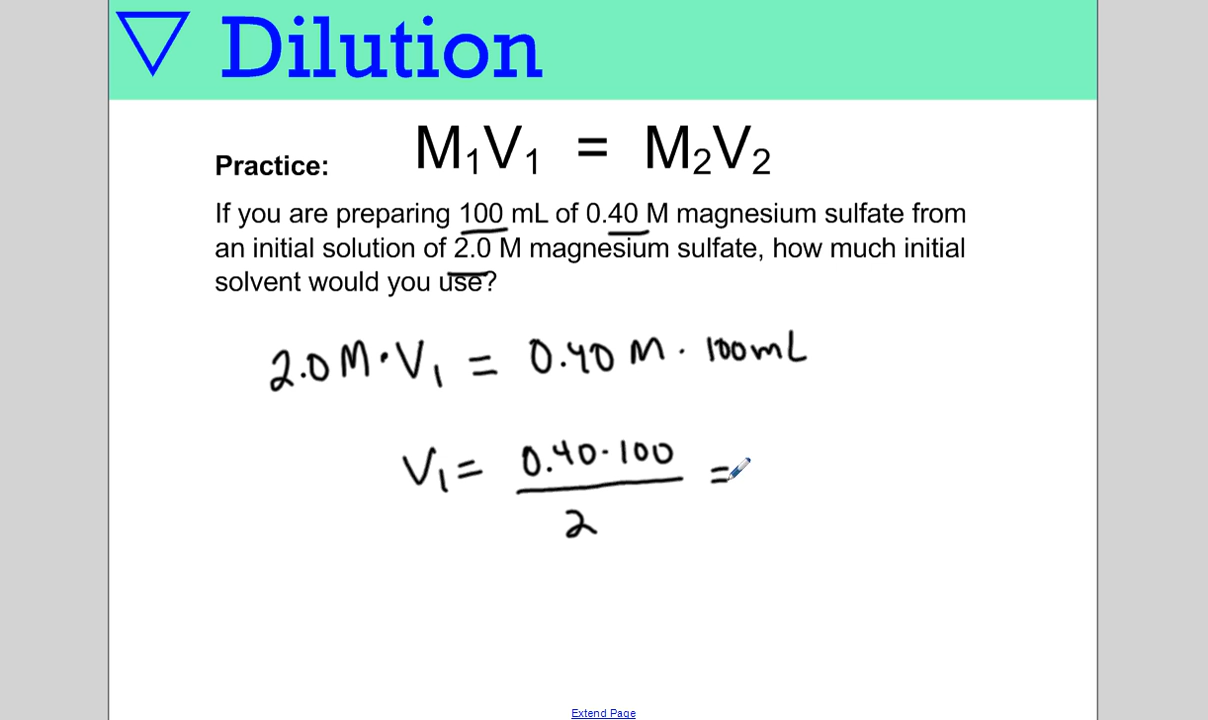 Dilution
M₁V₁ = M₂V₂
Practice:
If you are preparing 100 mL of 0.40 M magnesium sulfate from
an initial solution of 2.0 M magnesium sulfate, how much initial
solvent would you use?
2.0 M · V₁ = 0.40 M · 100 mL
V₁ = 0.40 · 100 =
2
Extend Page